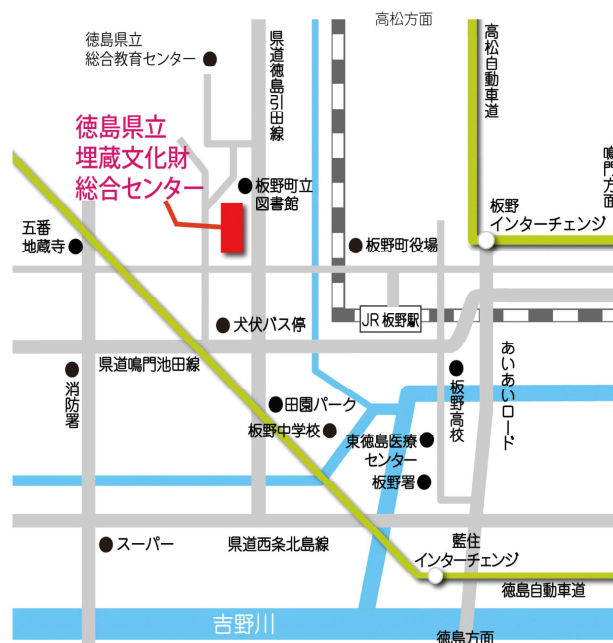 高松方面
徳島県立
総合教育センター
県道徳島引田線
高松自動車道
徳島県立
埋蔵文化財
総合センター
鳴門方面
板野町立
図書館
板野
インターチェンジ
五番
地蔵寺
板野町役場
犬伏バス停
JR板野駅
県道鳴門池田線
あいあいロード
消防署
板野高校
田園パーク
板野中学校
東徳島医療
センター
板野署
スーパー
県道西条北島線
藍住
インターチェンジ
徳島自動車道
吉野川
徳島方面